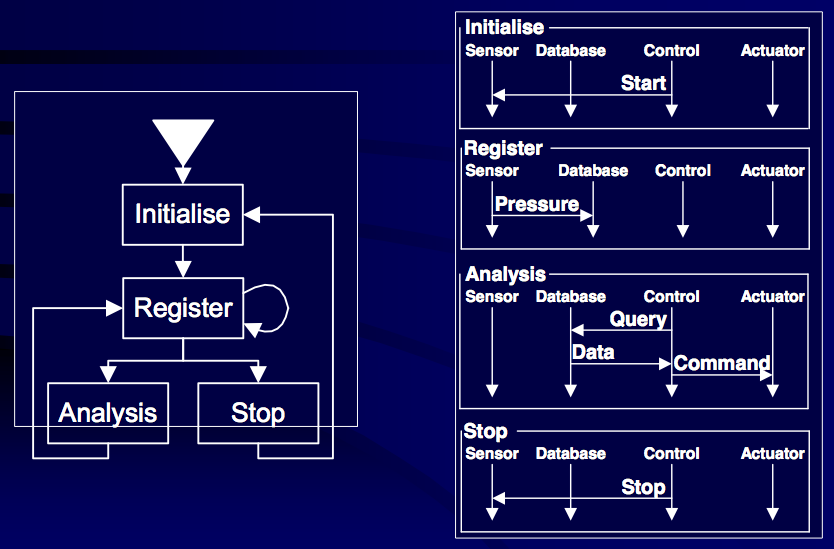 Initialise
Register
Analysis Stop
Initialise
Sensor Database Control Actuator
Start
Register
Sensor Database Control Actuator
Pressure
Analysis
Sensor Database Control Actuator
Query
Data
Command
Stop
Sensor Database Control Actuator
Stop